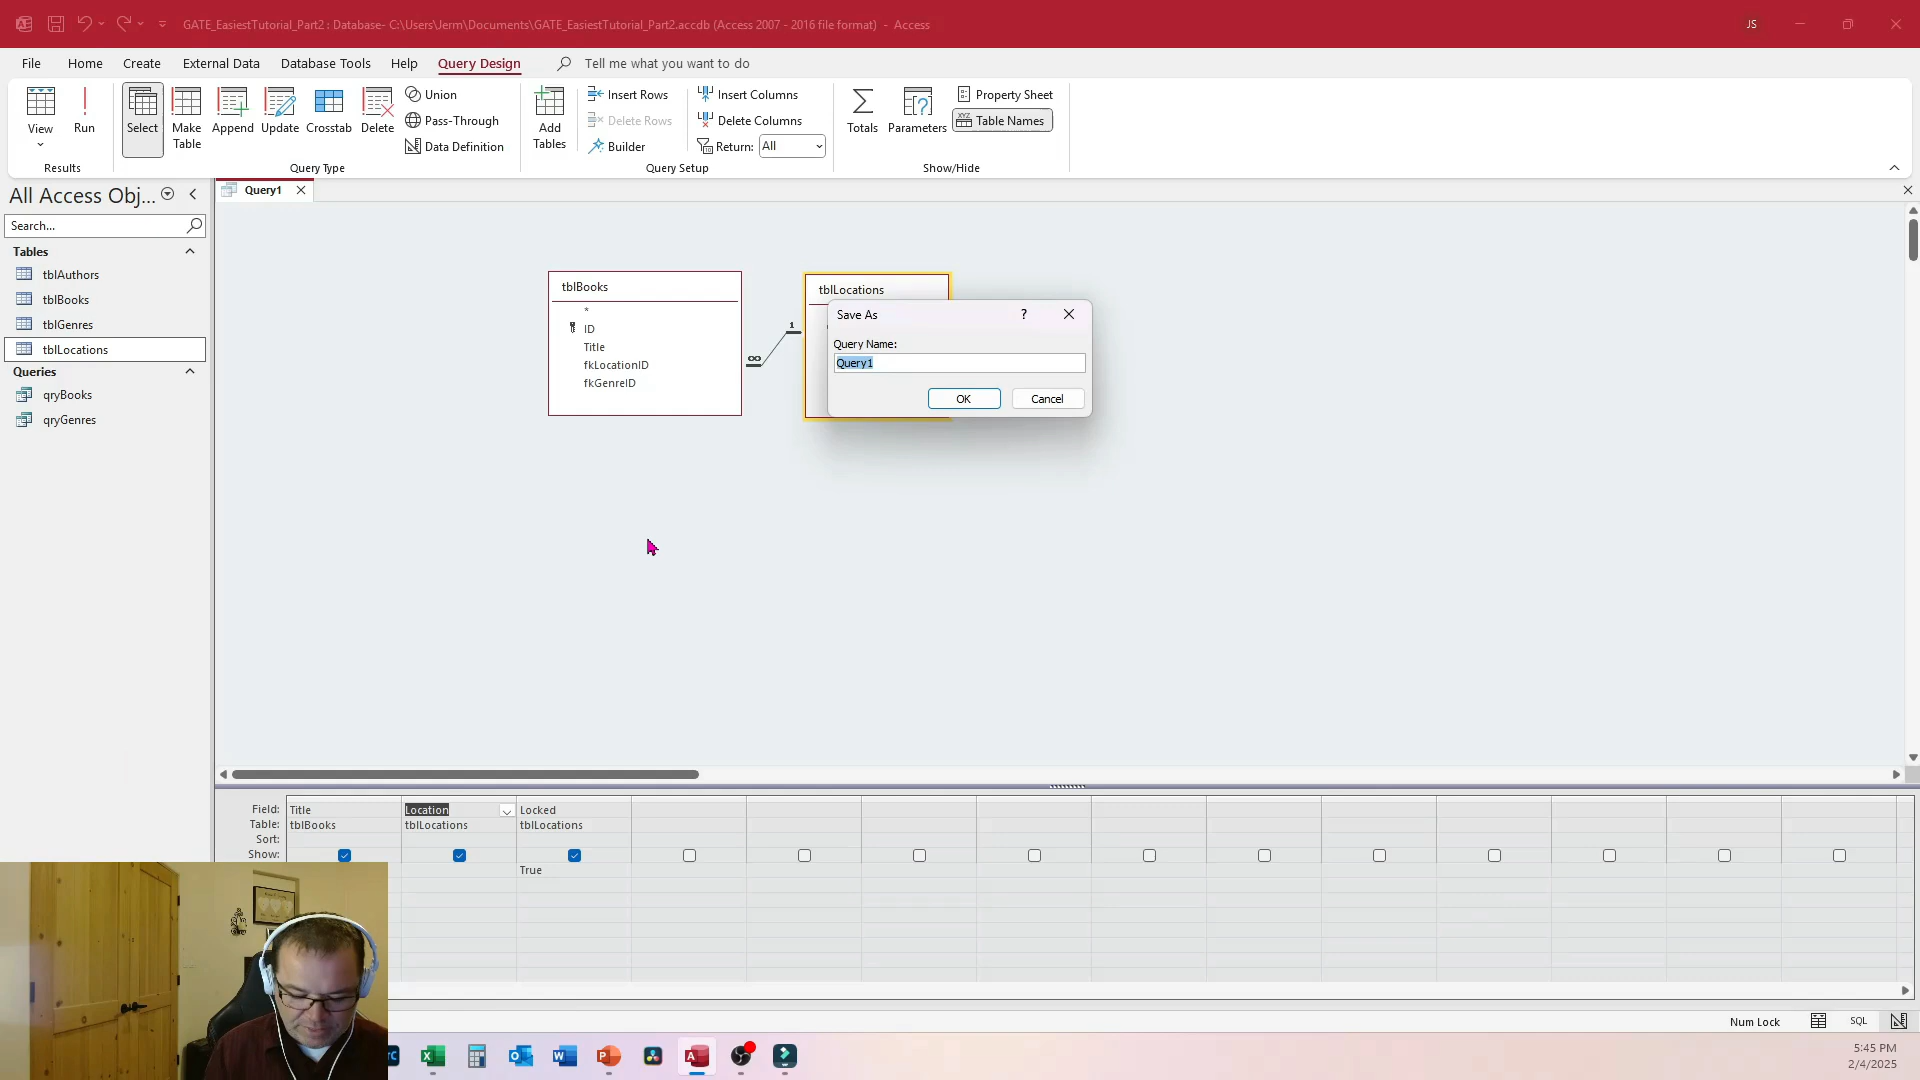 GATE_EasiestTutorial_Part2 : Database- C:\Users\Jerm\Documents\GATE_EasiestTutorial_Part2.accdb (Access 2007 - 2016 file format)  -  Access
JS
File Home Create External Data Database Tools Help Query Design Tell me what you want to do
View
Run
Results
Select
Make Table
Append
Update
Crosstab
Delete
Union
Pass-Through
Data Definition
Query Type
Add Tables
Insert Rows
Delete Rows
Builder
Insert Columns
Delete Columns
Return: All
Query Setup
Totals
Parameters
Property Sheet
Table Names
Show/Hide
All Access Obj...
Search...
Tables
tblAuthors
tblBooks
tblGenres
tblLocations
Queries
qryBooks
qryGenres
Query1
tblBooks
*
ID
Title
fkLocationID
fkGenreID
∞
1
tblLocations
Save As
?
Query Name:
Query1
OK Cancel
Field: Title Location Locked
Table: tblBooks tblLocations tblLocations
Sort:
Show:
True
Num Lock
SQL
5:45 PM
2/4/2025